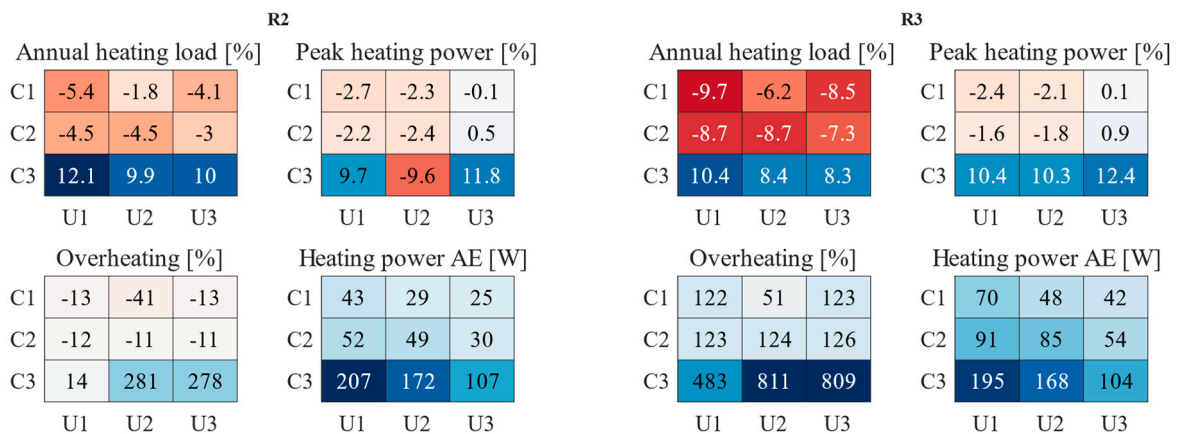 R2
Annual heating load [%]
Peak heating power [%]
C1 -5.4 -1.8 -4.1
C1 -2.7 -2.3 -0.1
C2 -4.5 -4.5 -3
C2 -2.2 -2.4 0.5
C3 12.1 9.9 10
C3 9.7 -9.6 11.8
U1 U2 U3
U1 U2 U3
Overheating [%]
Heating power AE [W]
C1 -13 -41 -13
C1 43 29 25
C2 -12 -11 -11
C2 52 49 30
C3 14 281 278
C3 207 172 107
U1 U2 U3
U1 U2 U3
R3
Annual heating load [%]
Peak heating power [%]
C1 -9.7 -6.2 -8.5
C1 -2.4 -2.1 0.1
C2 -8.7 -8.7 -7.3
C2 -1.6 -1.8 0.9
C3 10.4 8.4 8.3
C3 10.4 10.3 12.4
U1 U2 U3
U1 U2 U3
Overheating [%]
Heating power AE [W]
C1 122 51 123
C1 70 48 42
C2 123 124 126
C2 91 85 54
C3 483 811 809
C3 195 168 104
U1 U2 U3
U1 U2 U3